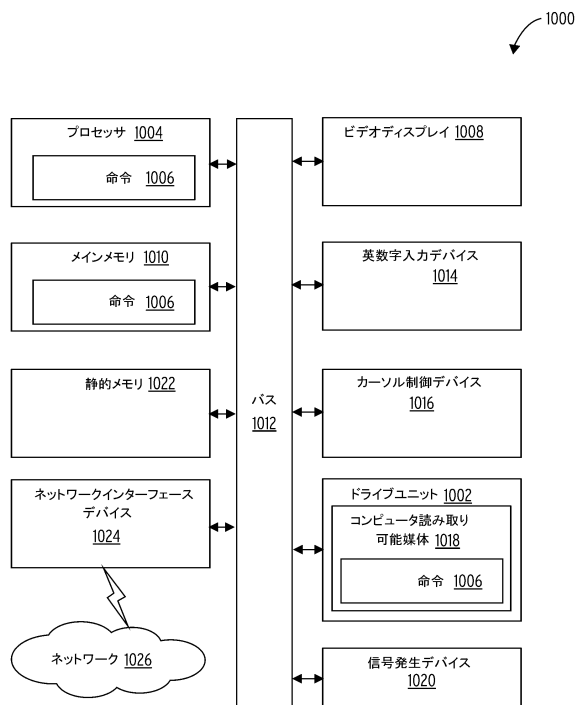 1000
プロセッサ 1004
命令 1006
メインメモリ 1010
命令 1006
静的メモリ 1022
ネットワークインターフェース
デバイス
1024
ネットワーク 1026
バス
1012
ビデオディスプレイ 1008
英数字入力デバイス
1014
カーソル制御デバイス
1016
ドライブユニット 1002
コンピュータ読み取り
可能媒体 1018
命令 1006
信号発生デバイス
1020